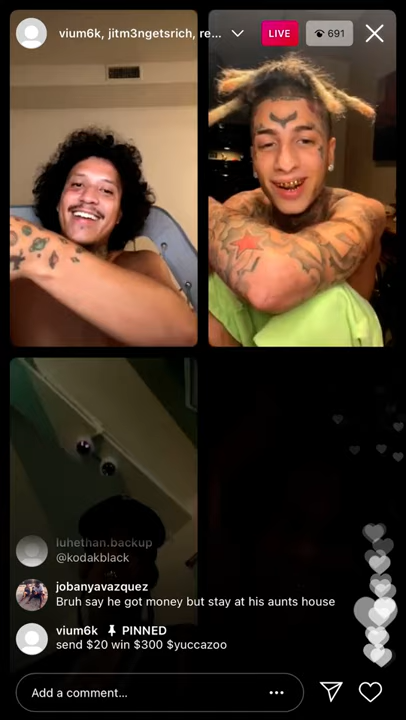 vium6k, jitm3ngetsrich, re...
LIVE
691
luhethan.backup
@kodakblack
jobanyavazquez
Bruh say he got money but stay at his aunts house
vium6k PINNED
send $20 win $300 $yuccazoo
Add a comment...